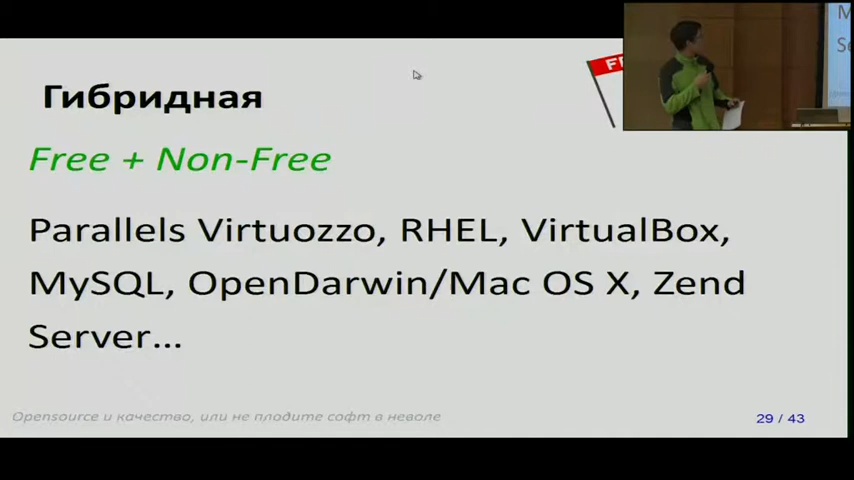 Гибридная
Free + Non-Free
Parallels Virtuozzo, RHEL, VirtualBox,
MySQL, OpenDarwin/Mac OS X, Zend
Server...
Opensource и качество, или не плодите софт в неволе
29 / 43